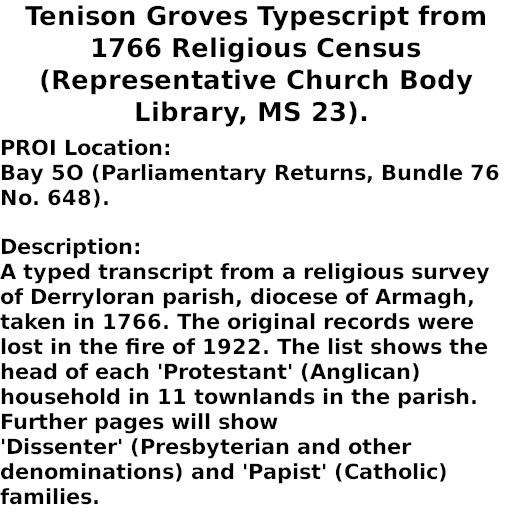 Tenison Groves Typescript from
1766 Religious Census
(Representative Church Body
Library, MS 23).
PROI Location:
Bay 5O (Parliamentary Returns, Bundle 76
No. 648).
Description:
A typed transcript from a religious survey
of Derryloran parish, diocese of Armagh,
taken in 1766. The original records were
lost in the fire of 1922. The list shows the
head of each 'Protestant' (Anglican)
household in 11 townlands in the parish.
Further pages will show
'Dissenter' (Presbyterian and other
denominations) and 'Papist' (Catholic)
families.